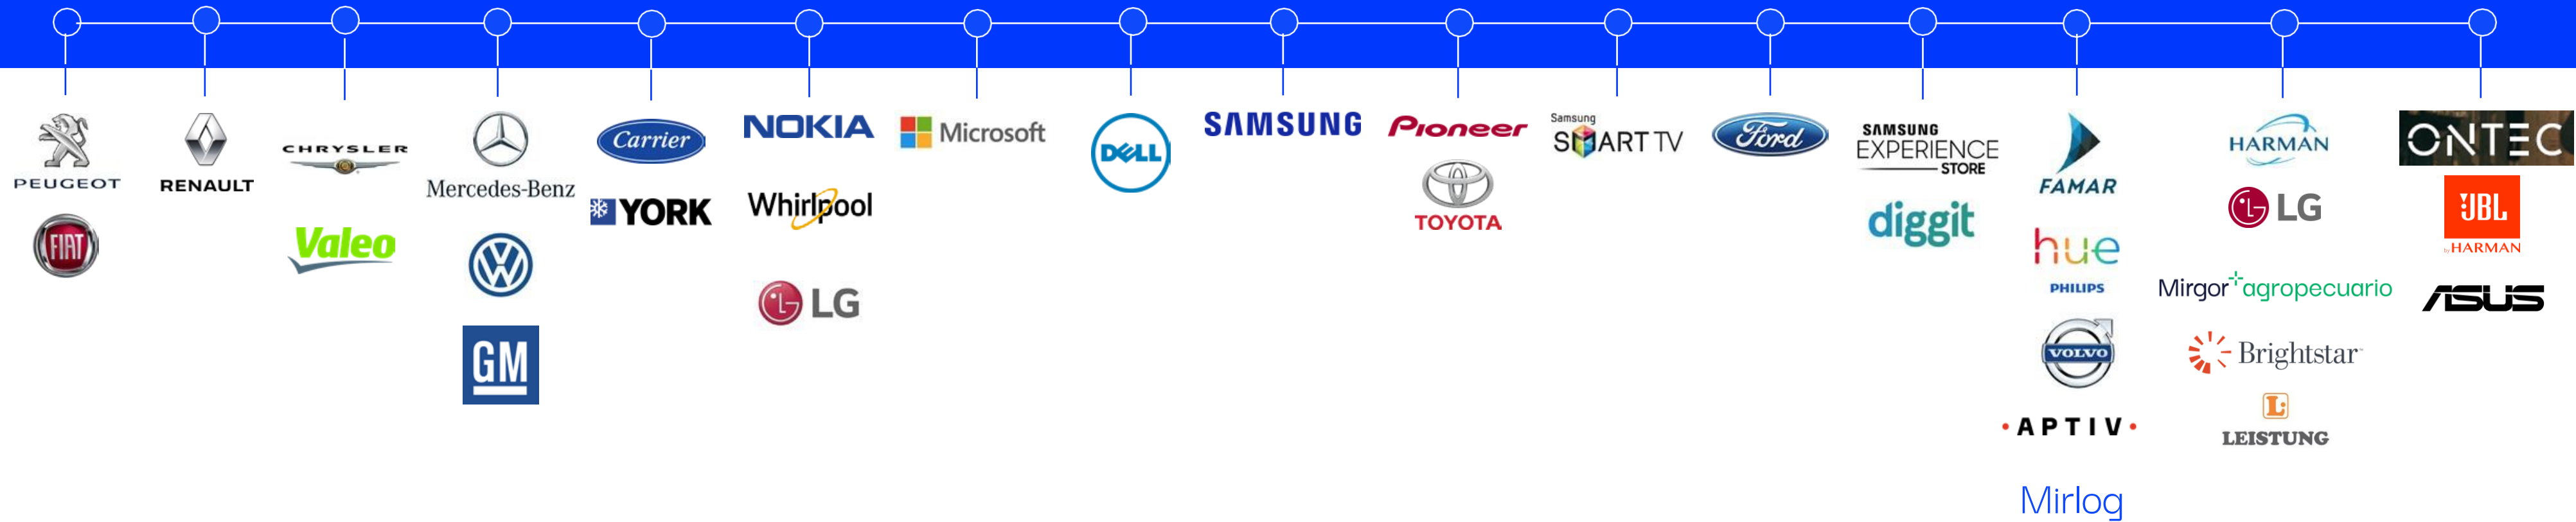 PEUGEOT
FIAT
RENAULT
CHRYSLER
Valeo
Mercedes-Benz
GM
Carrier
YORK
NOKIA
Whirlpool
LG
Microsoft
DELL
SAMSUNG
Pioneer
TOYOTA
Samsung
SMART TV
Ford
SAMSUNG
EXPERIENCE
STORE
diggit
FAMAR
hue
PHILIPS
VOLVO
APTIV
Mirlog
HARMAN
LG
Mirgor agropecuario
Brightstar
L
LEISTUNG
ONTEC
JBL
by HARMAN
ASUS